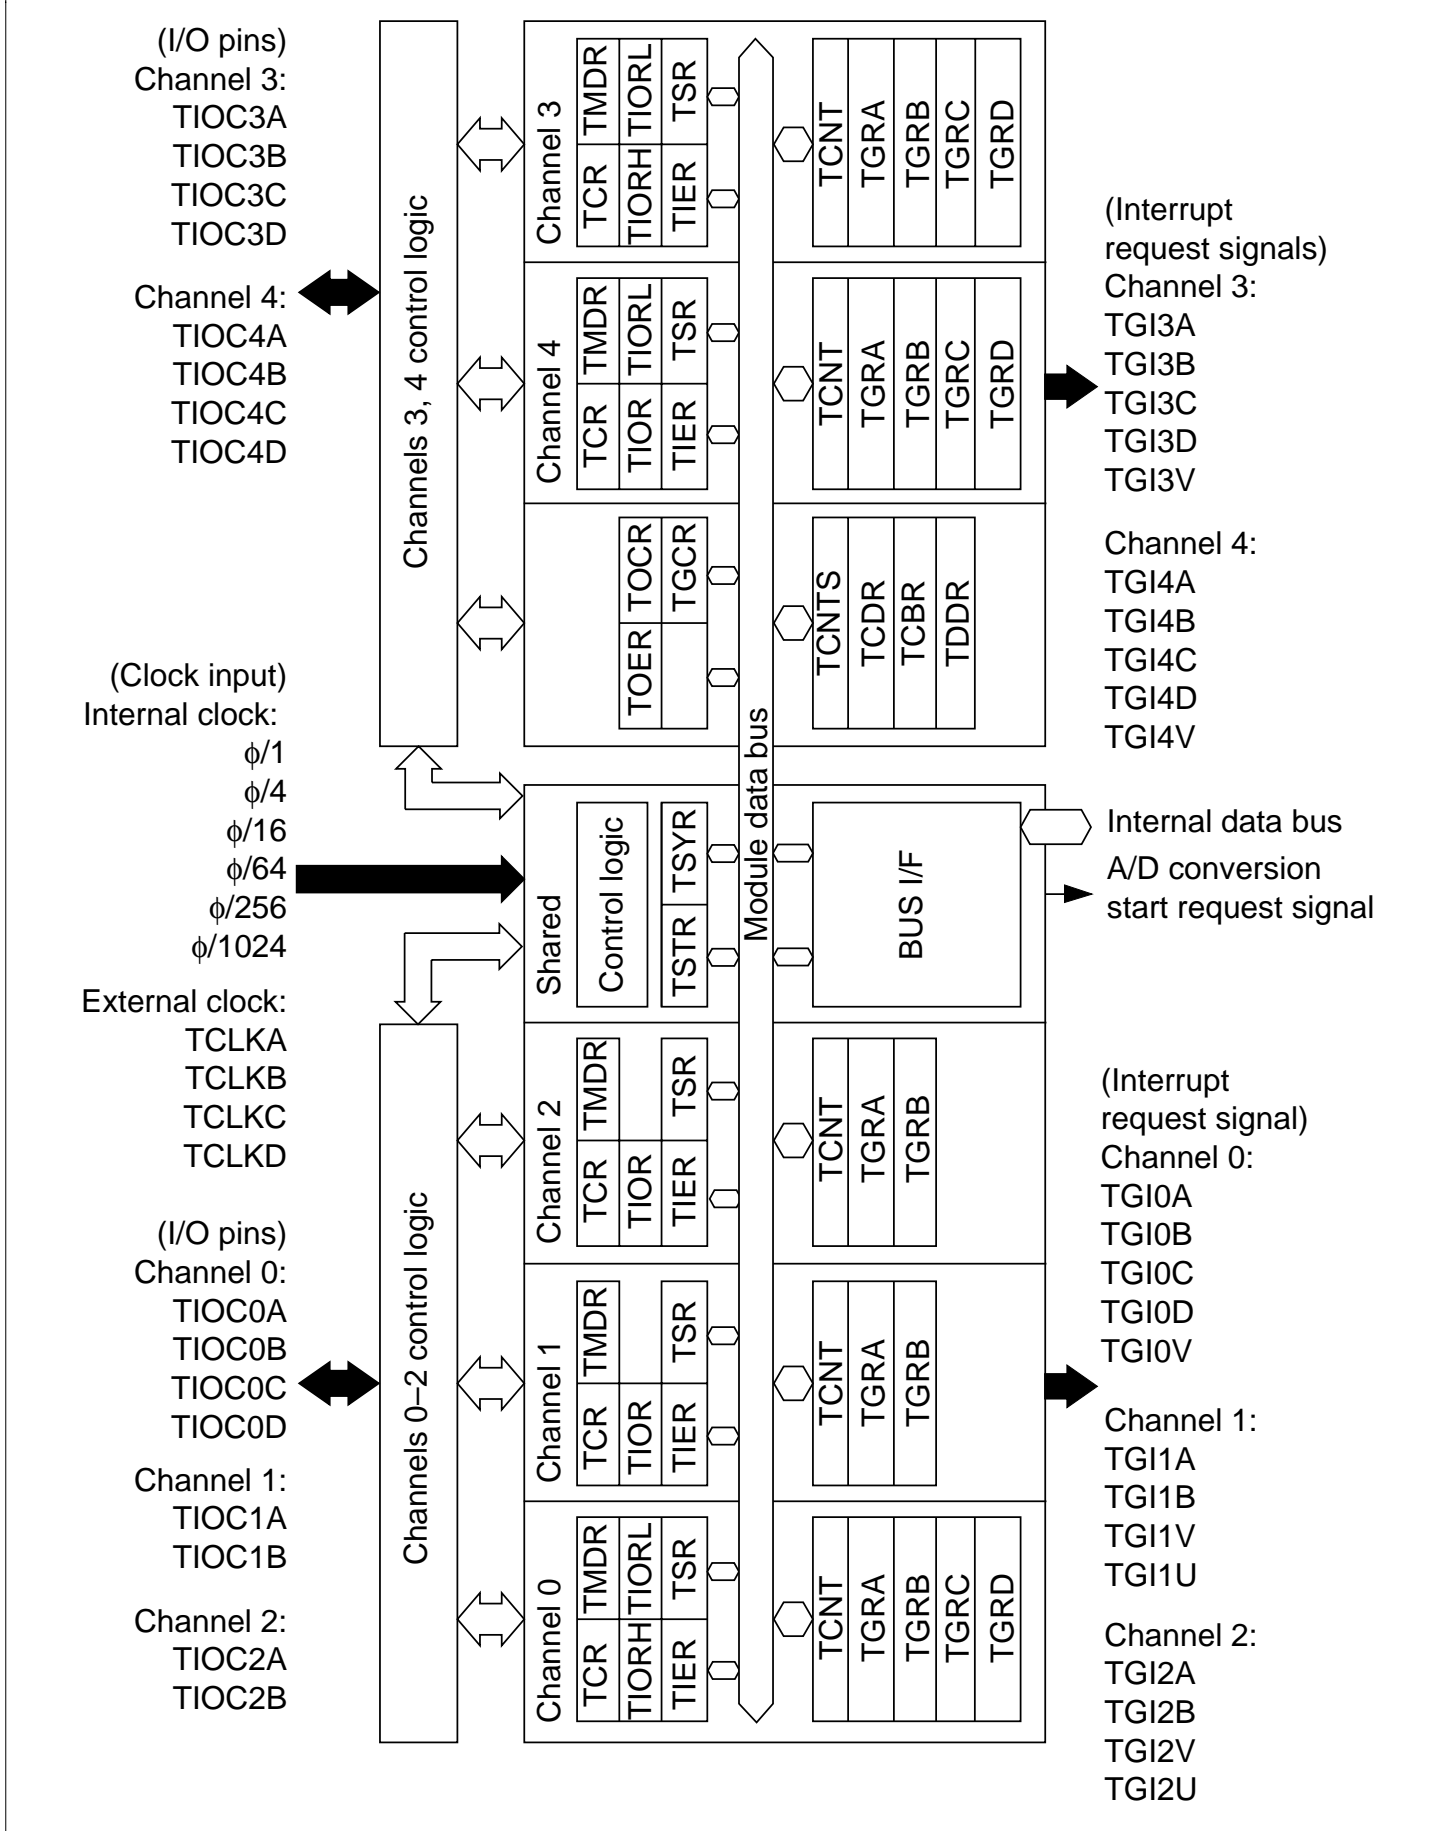 (I/O pins)
Channel 3:
TIOC3A
TIOC3B
TIOC3C
TIOC3D
Channel 4:
TIOC4A
TIOC4B
TIOC4C
TIOC4D
(Clock input)
Internal clock:
ϕ/1
ϕ/4
ϕ/16
ϕ/64
ϕ/256
ϕ/1024
External clock:
TCLKA
TCLKB
TCLKC
TCLKD
(I/O pins)
Channel 0:
TIOC0A
TIOC0B
TIOC0C
TIOC0D
Channel 1:
TIOC1A
TIOC1B
Channel 2:
TIOC2A
TIOC2B
Channels 3, 4 control logic
Channels 0–2 control logic
Channel 3
TCR
TMDR
TIORH
TIORL
TIER
TSR
TCNT
TGRA
TGRB
TGRC
TGRD
Channel 4
TCR
TMDR
TIOR
TIORL
TIER
TSR
TCNT
TGRA
TGRB
TGRC
TGRD
TOER
TOCR
TGCR
TCNTS
TCDR
TCBR
TDDR
Module data bus
Shared
Control logic
TSTR
TSYR
BUS I/F
Channel 2
TCR
TMDR
TIOR
TIER
TSR
TCNT
TGRA
TGRB
Channel 1
TCR
TMDR
TIOR
TIER
TSR
TCNT
TGRA
TGRB
Channel 0
TCR
TMDR
TIORH
TIORL
TIER
TSR
TCNT
TGRA
TGRB
TGRC
TGRD
(Interrupt
request signals)
Channel 3:
TGI3A
TGI3B
TGI3C
TGI3D
TGI3V
Channel 4:
TGI4A
TGI4B
TGI4C
TGI4D
TGI4V
Internal data bus
A/D conversion
start request signal
(Interrupt
request signal)
Channel 0:
TGI0A
TGI0B
TGI0C
TGI0D
TGI0V
Channel 1:
TGI1A
TGI1B
TGI1V
TGI1U
Channel 2:
TGI2A
TGI2B
TGI2V
TGI2U